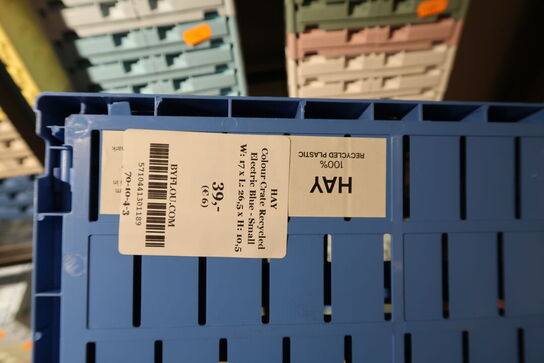 HAY
Colour Crate Recycled
Electric Blue - Small
W: 17 x L: 26,5 x H: 10,5
39,-
(€ 6)
BYFLOU.COM
5710441301189
70-10-4-3
HAY
100%
RECYCLED PLASTIC